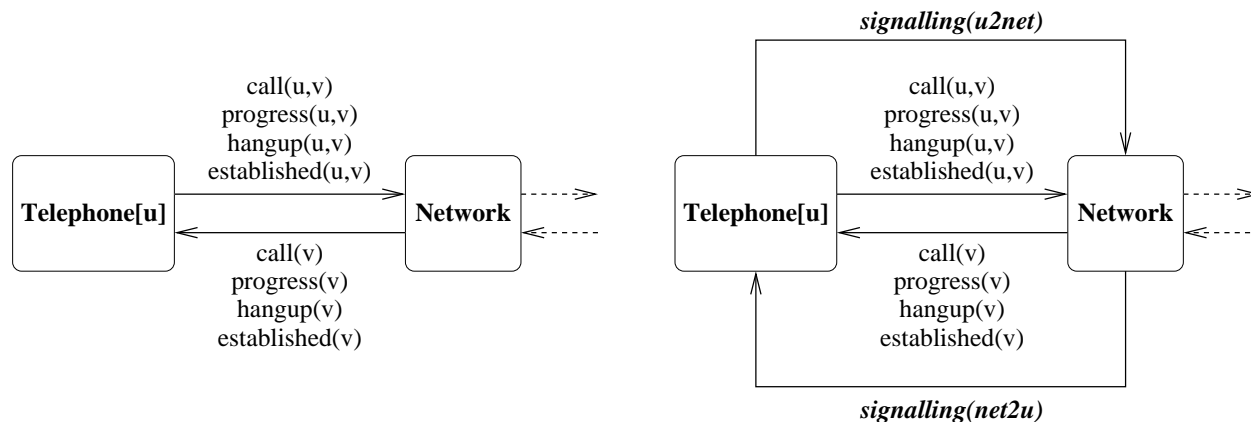 call(u,v)
progress(u,v)
hangup(u,v)
established(u,v)
Telephone[u]
Network
call(v)
progress(v)
hangup(v)
established(v)
signalling(u2net)
call(u,v)
progress(u,v)
hangup(u,v)
established(u,v)
Telephone[u]
Network
call(v)
progress(v)
hangup(v)
established(v)
signalling(net2u)